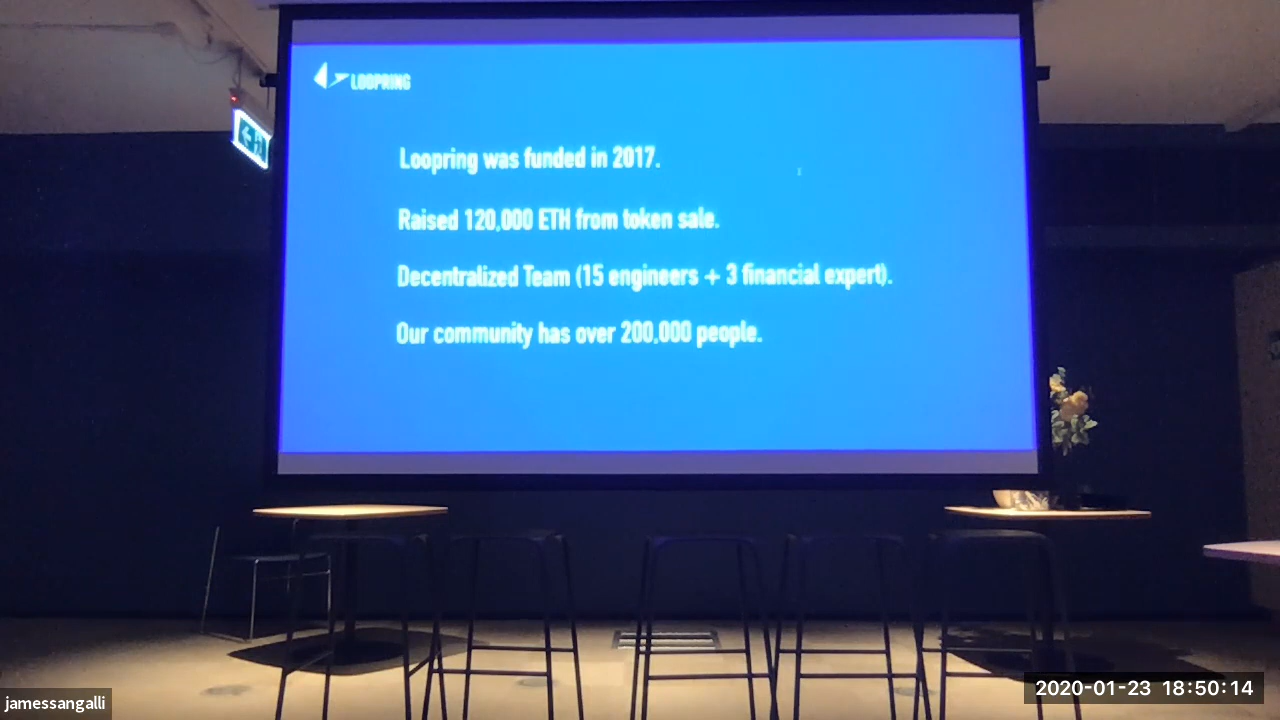 LOOPRING
Loopring was funded in 2017.
Raised 120,000 ETH from token sale.
Decentralized Team (15 engineers + 3 financial expert).
Our community has over 200,000 people.
jamessangalli
2020-01-23 18:50:14